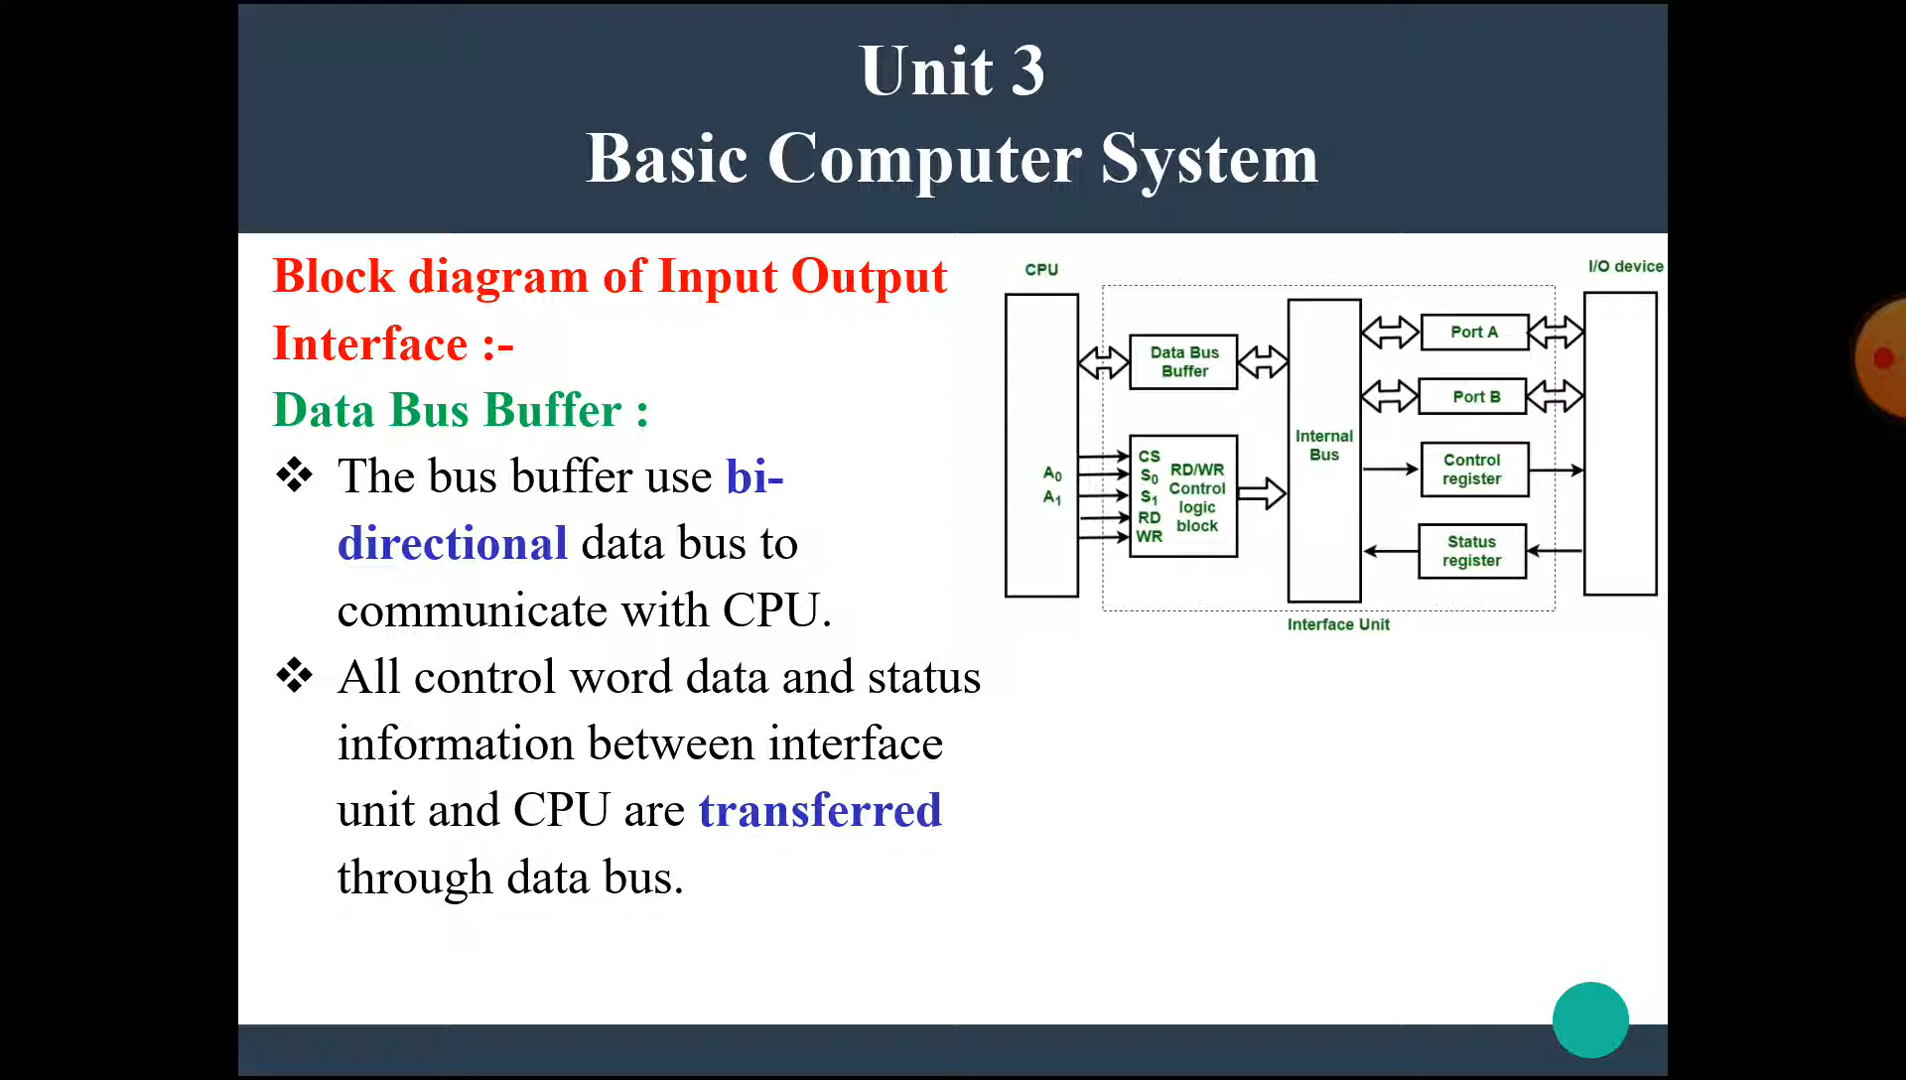 Unit 3
Basic Computer System
Block diagram of Input Output
Interface :-
Data Bus Buffer :
❖ The bus buffer use bi-
directional data bus to
communicate with CPU.
❖ All control word data and status
information between interface
unit and CPU are transferred
through data bus.
CPU
I/O device
Data Bus
Buffer
A0
A1
CS
S0
S1
RD
WR
RD/WR
Control
logic
block
Internal
Bus
Port A
Port B
Control
register
Status
register
Interface Unit